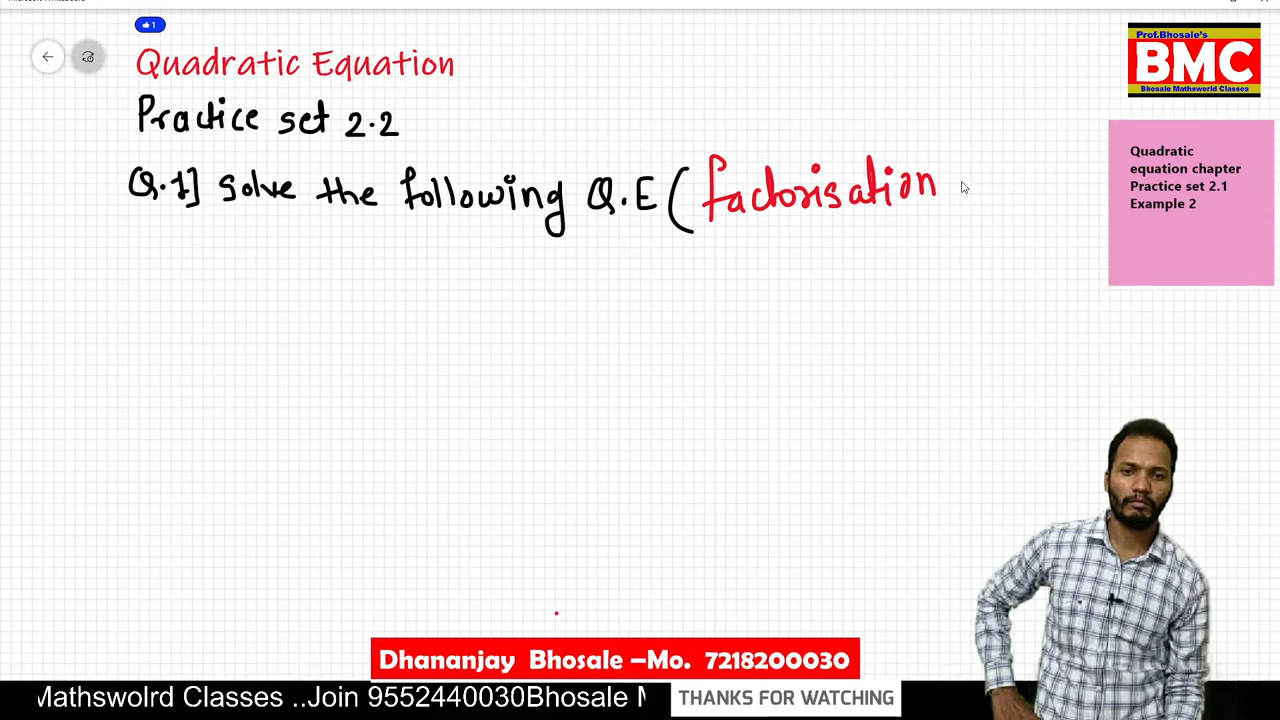 1
Quadratic Equation
Practice set 2.2
Q.1] Solve the following Q.E (factorisation
Prof.Bhosale's
BMC
Bhosale Mathsworld Classes
Quadratic
equation chapter
Practice set 2.1
Example 2
Dhananjay Bhosale –Mo. 7218200030
Mathswolrd Classes ..Join 9552440030Bhosale M
THANKS FOR WATCHING